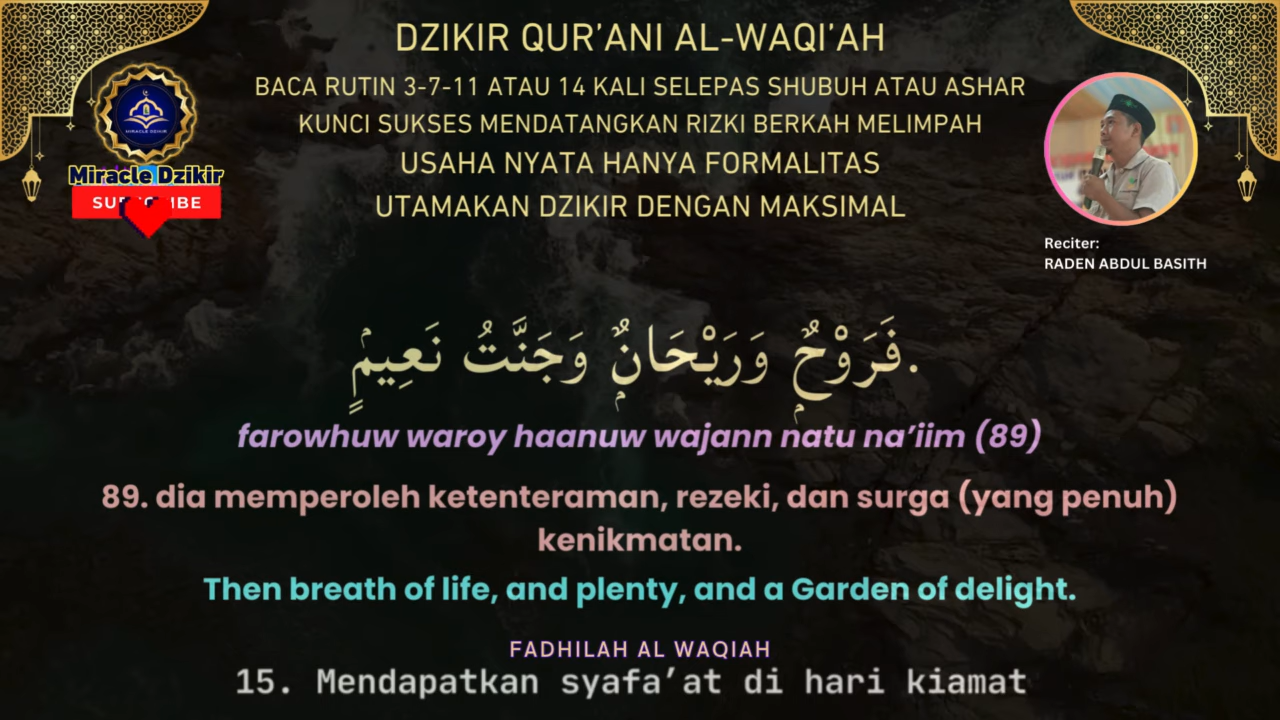 DZIKIR QUR’ANI AL-WAQI’AH
BACA RUTIN 3-7-11 ATAU 14 KALI SELEPAS SHUBUH ATAU ASHAR
KUNCI SUKSES MENDATANGKAN RIZKI BERKAH MELIMPAH
USAHA NYATA HANYA FORMALITAS
UTAMAKAN DZIKIR DENGAN MAKSIMAL
MIRACLE DZIKIR
Miracle Dzikir
Reciter:
RADEN ABDUL BASITH
فَرَوْحٌۭ وَرَيْحَانٌۭ وَجَنَّتُ نَعِيمٍۢ.
farowhuw waroy haanuw wajann natu na’iim (89)
89. dia memperoleh ketenteraman, rezeki, dan surga (yang penuh)
kenikmatan.
Then breath of life, and plenty, and a Garden of delight.
FADHILAH AL WAQIAH
15. Mendapatkan syafa’at di hari kiamat